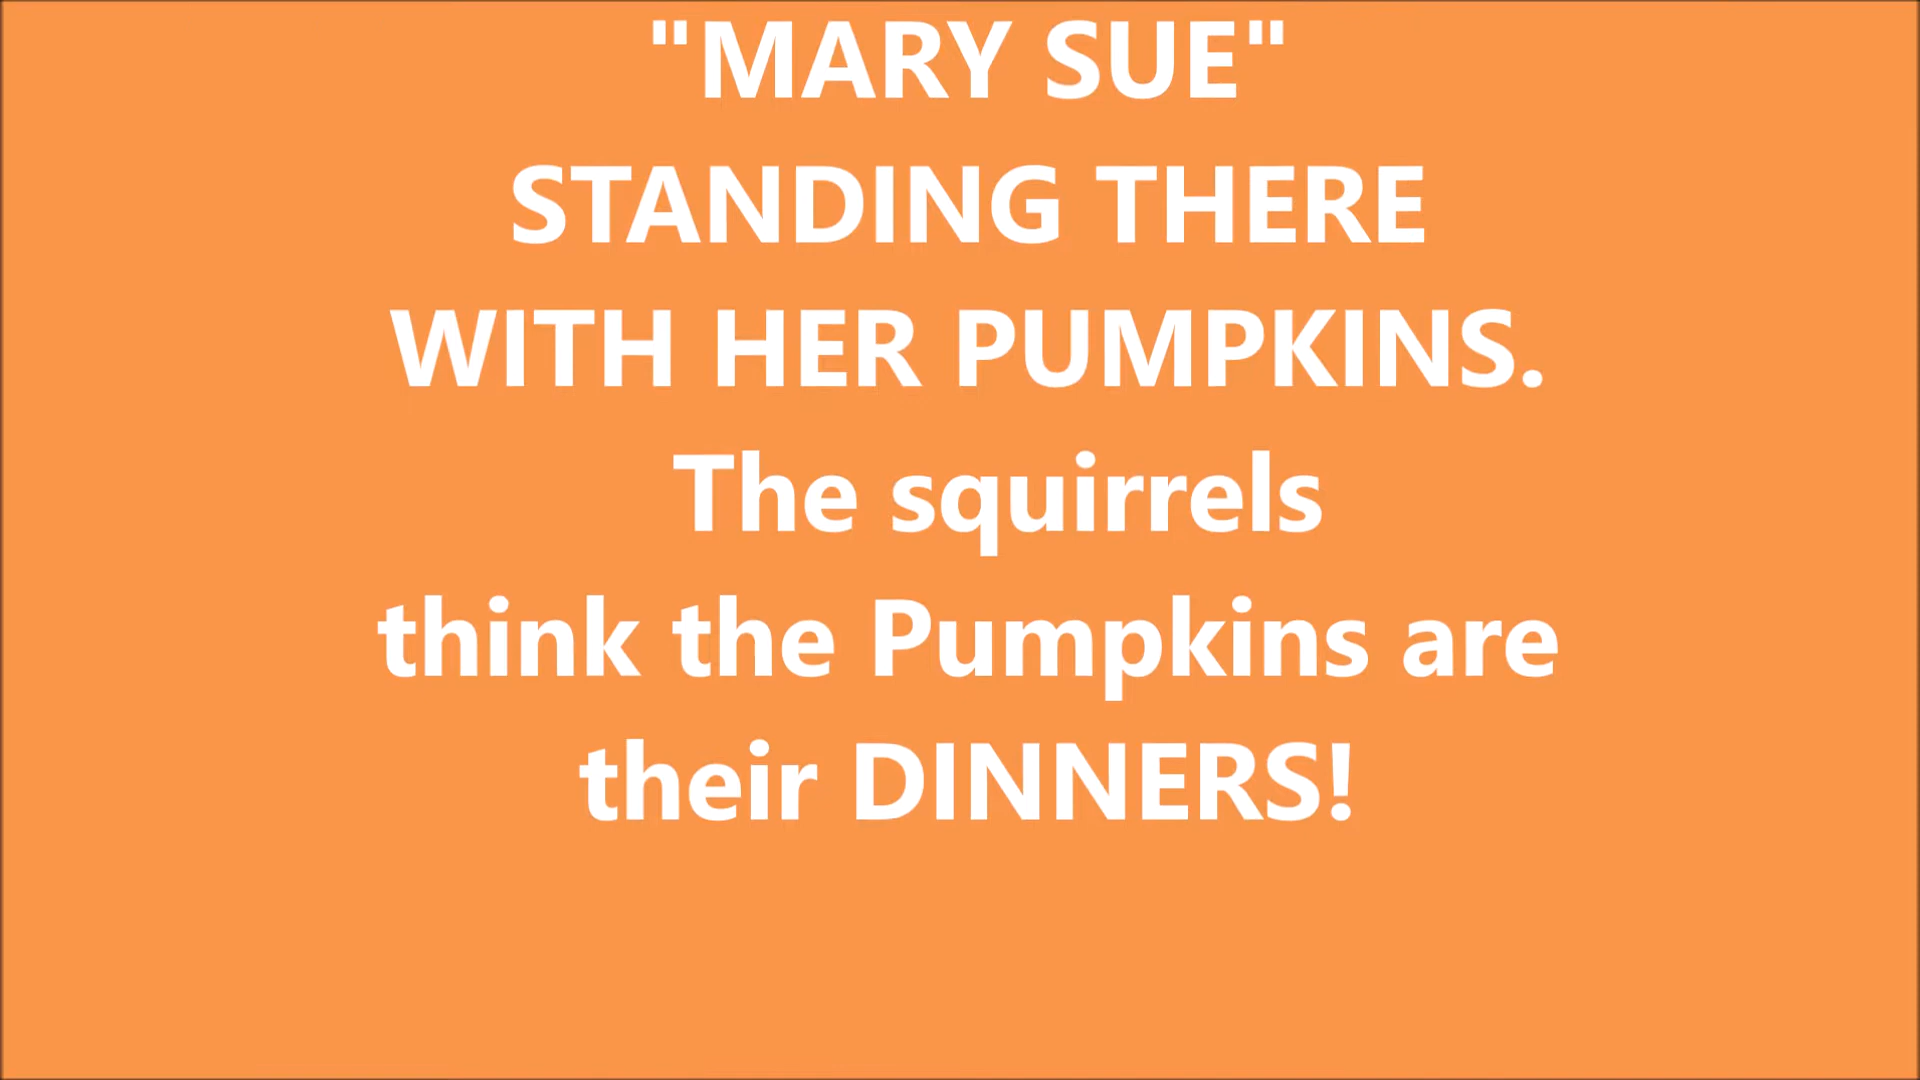 "MARY SUE"
STANDING THERE
WITH HER PUMPKINS.
The squirrels
think the Pumpkins are
their DINNERS!